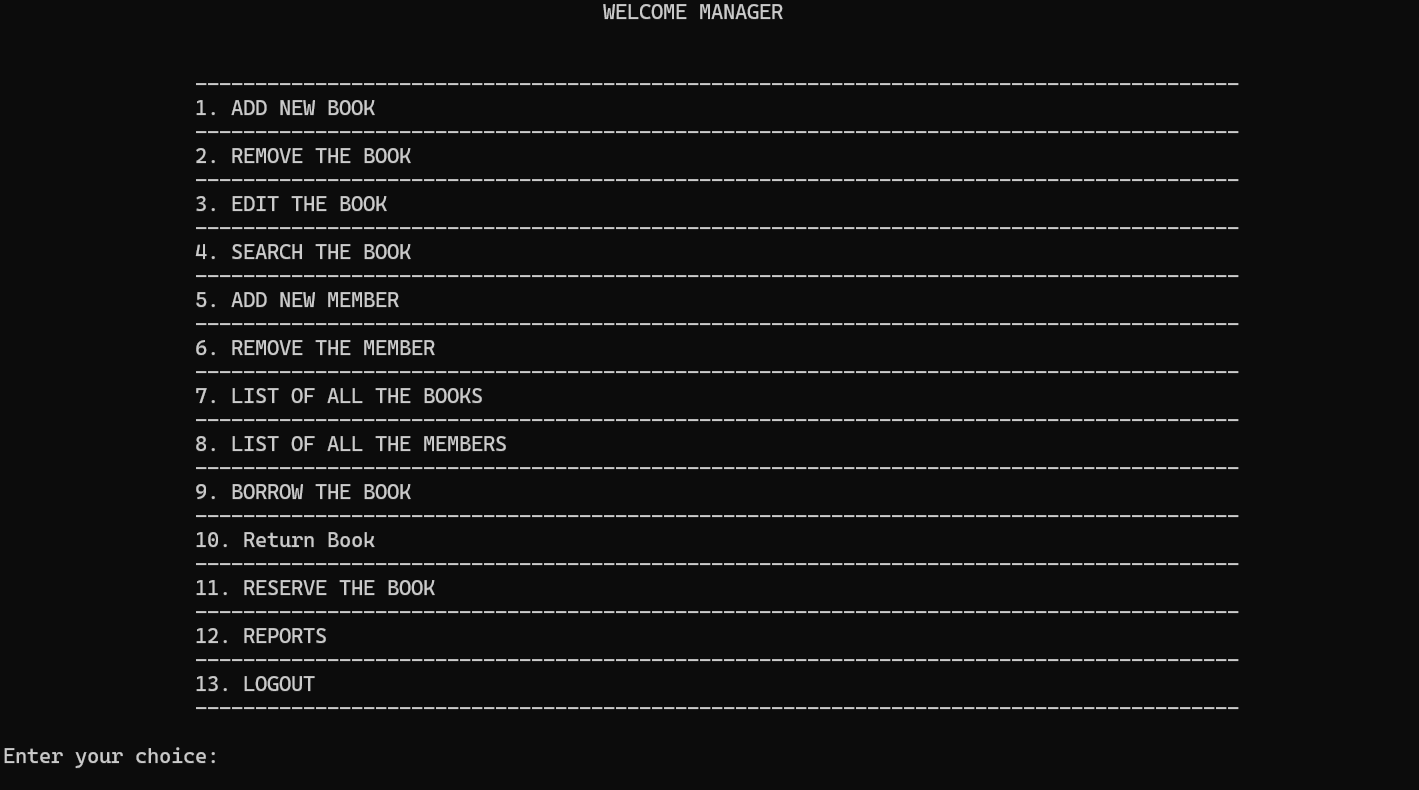 WELCOME MANAGER
1. ADD NEW BOOK
2. REMOVE THE BOOK
3. EDIT THE BOOK
4. SEARCH THE BOOK
5. ADD NEW MEMBER
6. REMOVE THE MEMBER
7. LIST OF ALL THE BOOKS
8. LIST OF ALL THE MEMBERS
9. BORROW THE BOOK
10. Return Book
11. RESERVE THE BOOK
12. REPORTS
13. LOGOUT
Enter your choice: